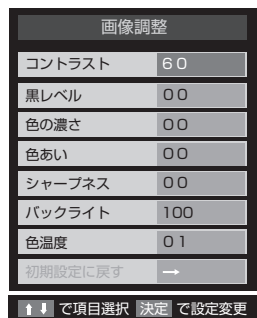 画像調整
コントラスト 60
黒レベル 00
色の濃さ 00
色あい 00
シャープネス 00
バックライト 100
色温度 01
初期設定に戻す →
⬆⬇ で項目選択 決定 で設定変更